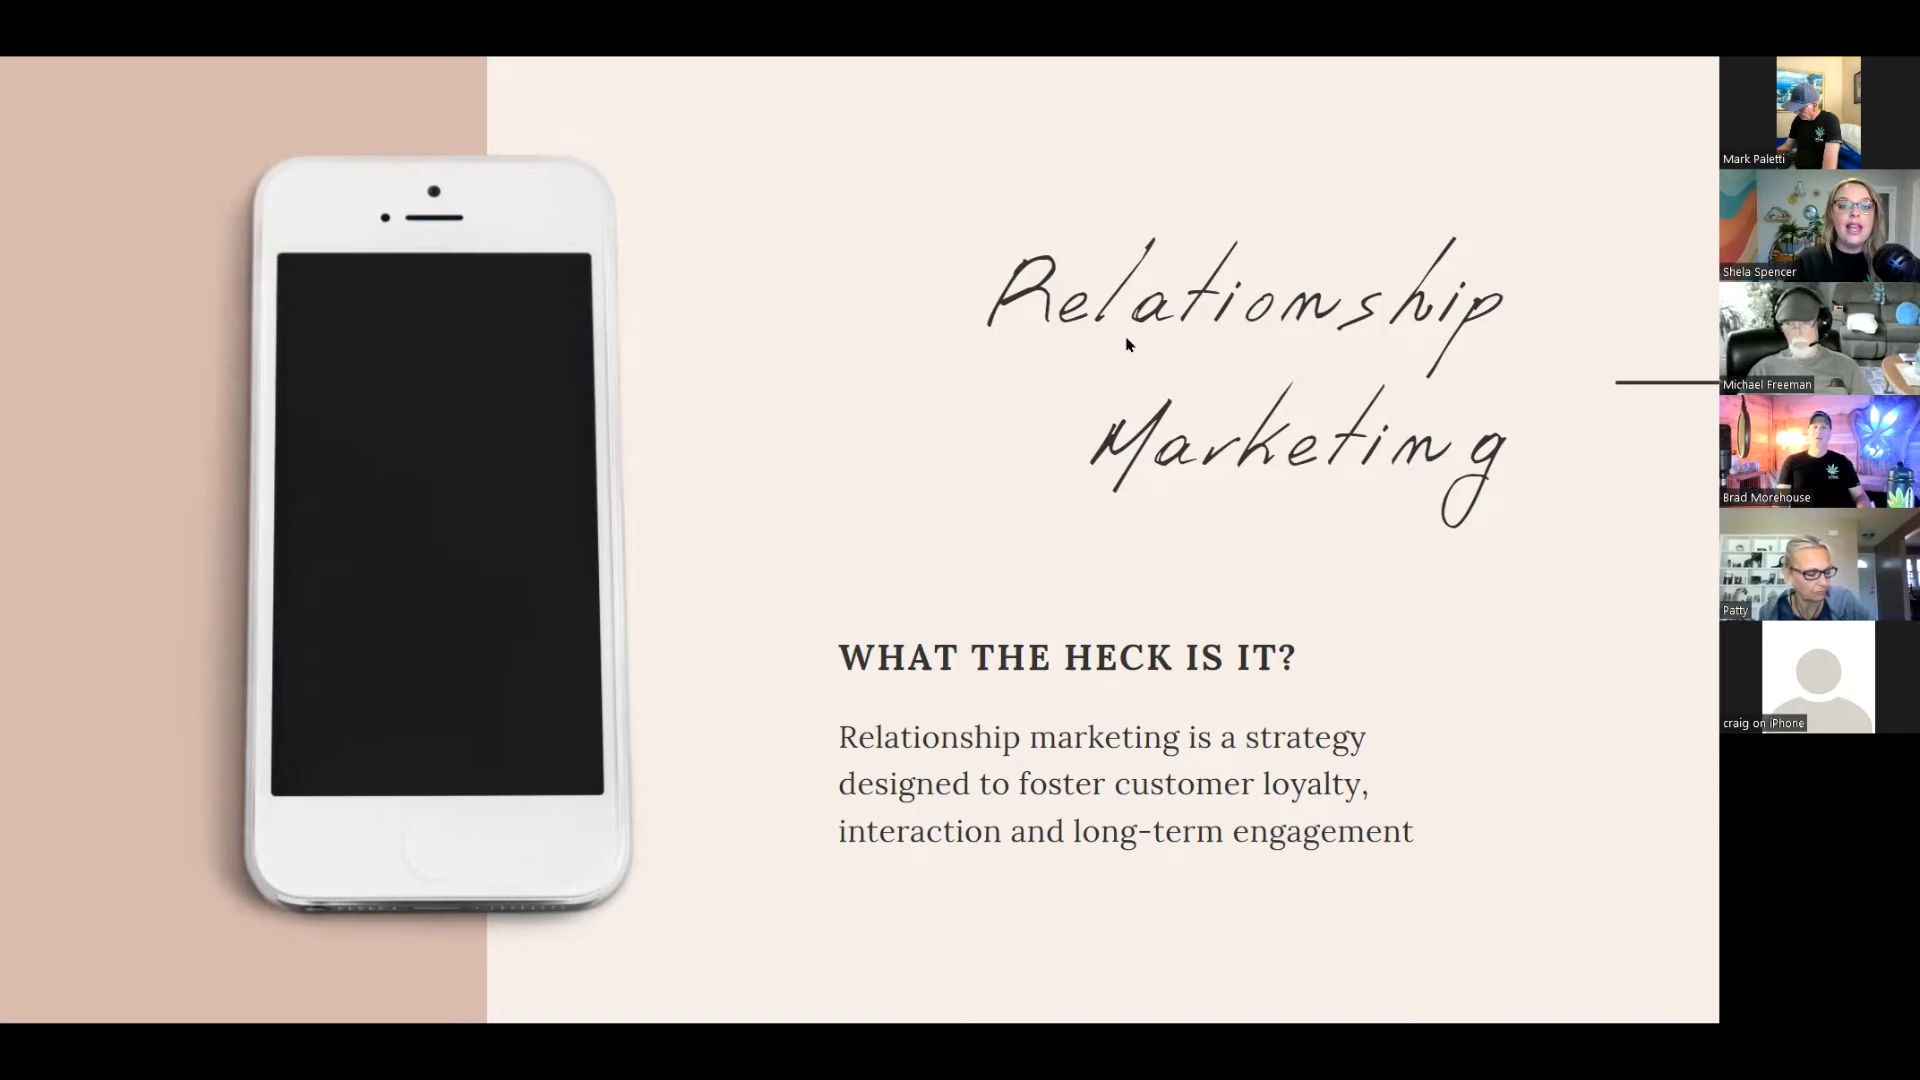 Relationship
Marketing
WHAT THE HECK IS IT?
Relationship marketing is a strategy
designed to foster customer loyalty,
interaction and long-term engagement
Mark Paletti
Shela Spencer
Michael Freeman
Brad Morehouse
Patty
craig on iPhone